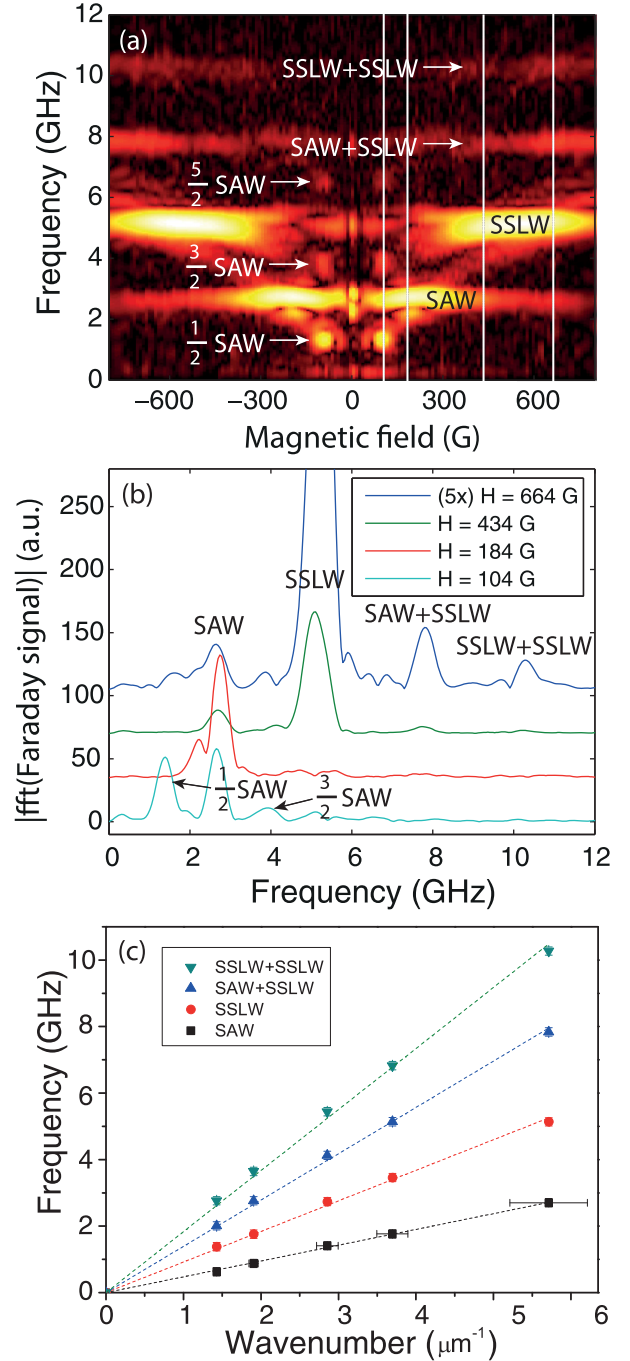 (a)
12
10
8
6
4
2
0
Frequency (GHz)
SSLW+SSLW
SAW+SSLW
5/2 SAW
SSLW
3/2 SAW
SAW
1/2 SAW
−600 −300 0 300 600
Magnetic field (G)
(b)
250
200
150
100
50
0
|fft(Faraday signal)| (a.u.)
(5x) H = 664 G
H = 434 G
H = 184 G
H = 104 G
SSLW
SAW+SSLW
SAW
SSLW+SSLW
1/2 SAW
3/2 SAW
0 2 4 6 8 10 12
Frequency (GHz)
(c)
10
8
6
4
2
0
Frequency (GHz)
SSLW+SSLW
SAW+SSLW
SSLW
SAW
0 1 2 3 4 5 6
Wavenumber (μm⁻¹)